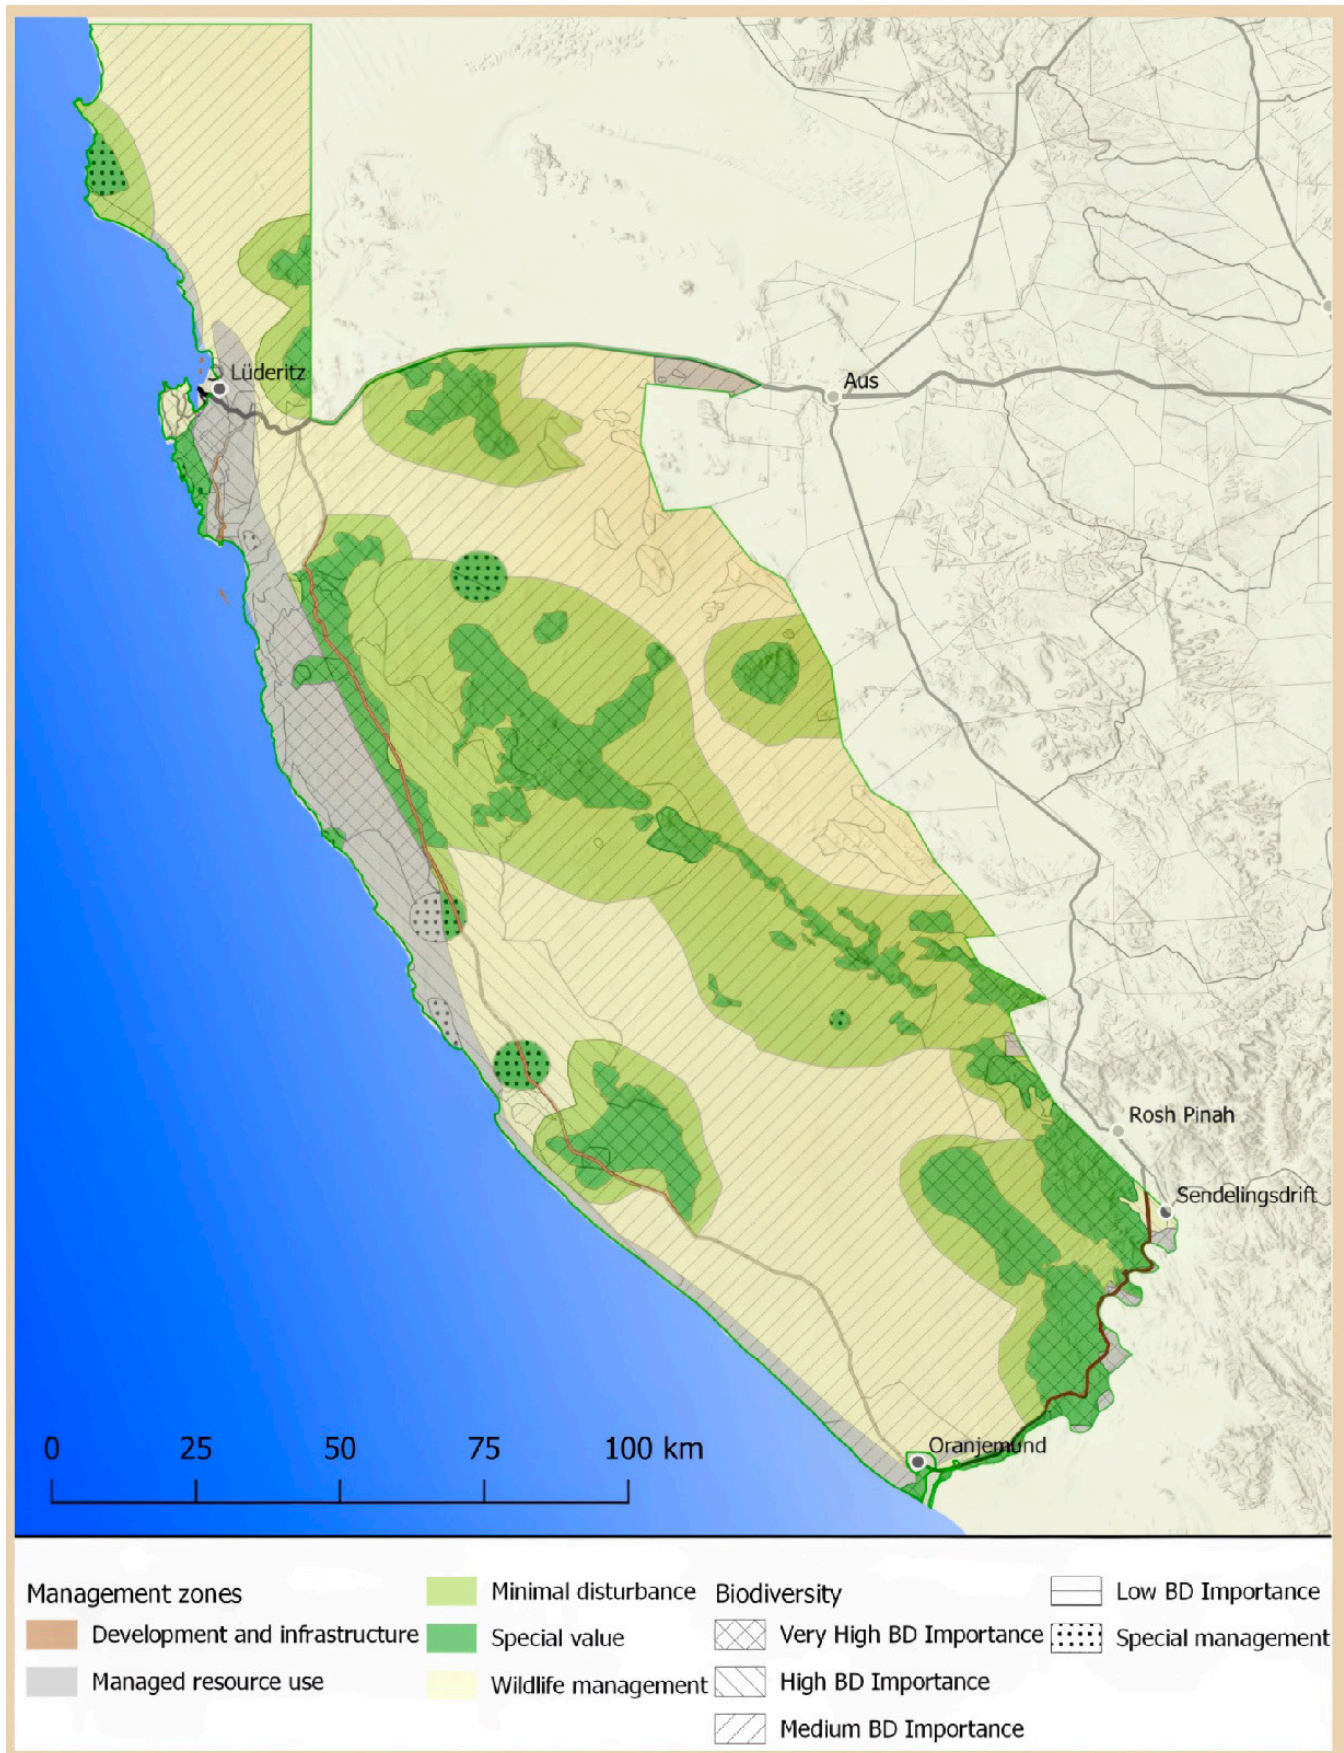 Lüderitz
Aus
Rosh Pinah
Sendelingsdrift
Oranjemund
0 25 50 75 100 km
Management zones
Development and infrastructure
Managed resource use
Minimal disturbance
Special value
Wildlife management
Biodiversity
Very High BD Importance
High BD Importance
Medium BD Importance
Low BD Importance
Special management